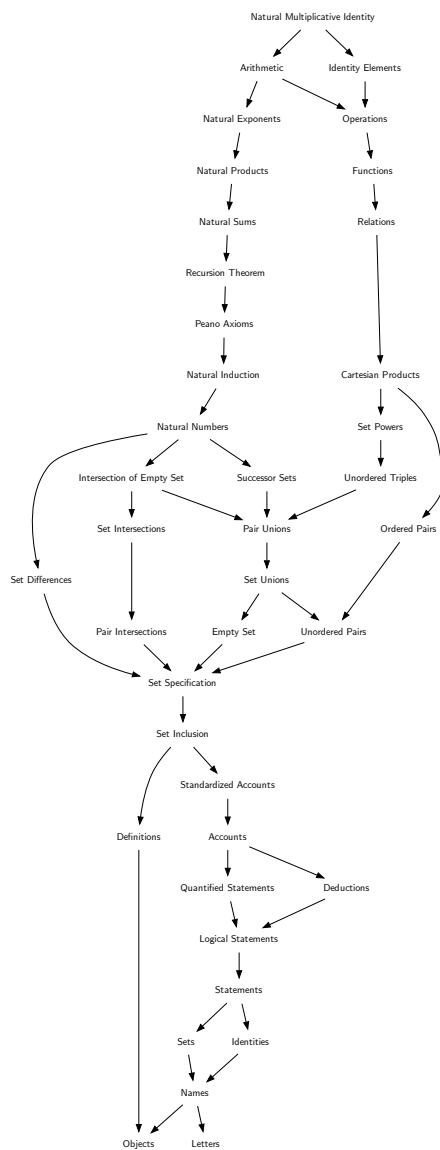 Natural Multiplicative Identity
Arithmetic
Identity Elements
Natural Exponents
Operations
Natural Products
Functions
Natural Sums
Relations
Recursion Theorem
Peano Axioms
Natural Induction
Cartesian Products
Natural Numbers
Set Powers
Intersection of Empty Set
Successor Sets
Unordered Triples
Set Intersections
Pair Unions
Ordered Pairs
Set Differences
Set Unions
Pair Intersections
Empty Set
Unordered Pairs
Set Specification
Set Inclusion
Standardized Accounts
Definitions
Accounts
Quantified Statements
Deductions
Logical Statements
Statements
Sets
Identities
Names
Objects
Letters